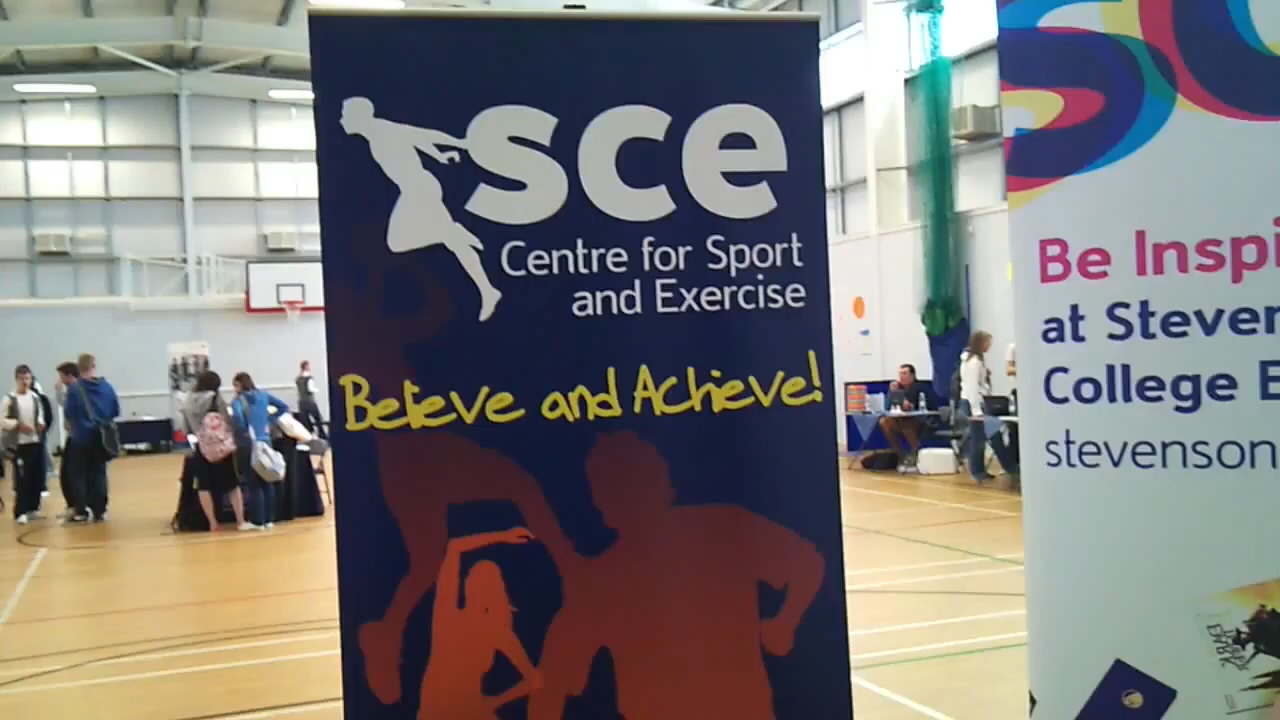 sce
Centre for Sport
and Exercise
Believe and Achieve!
Be Inspi
at Steven
College E
stevenson